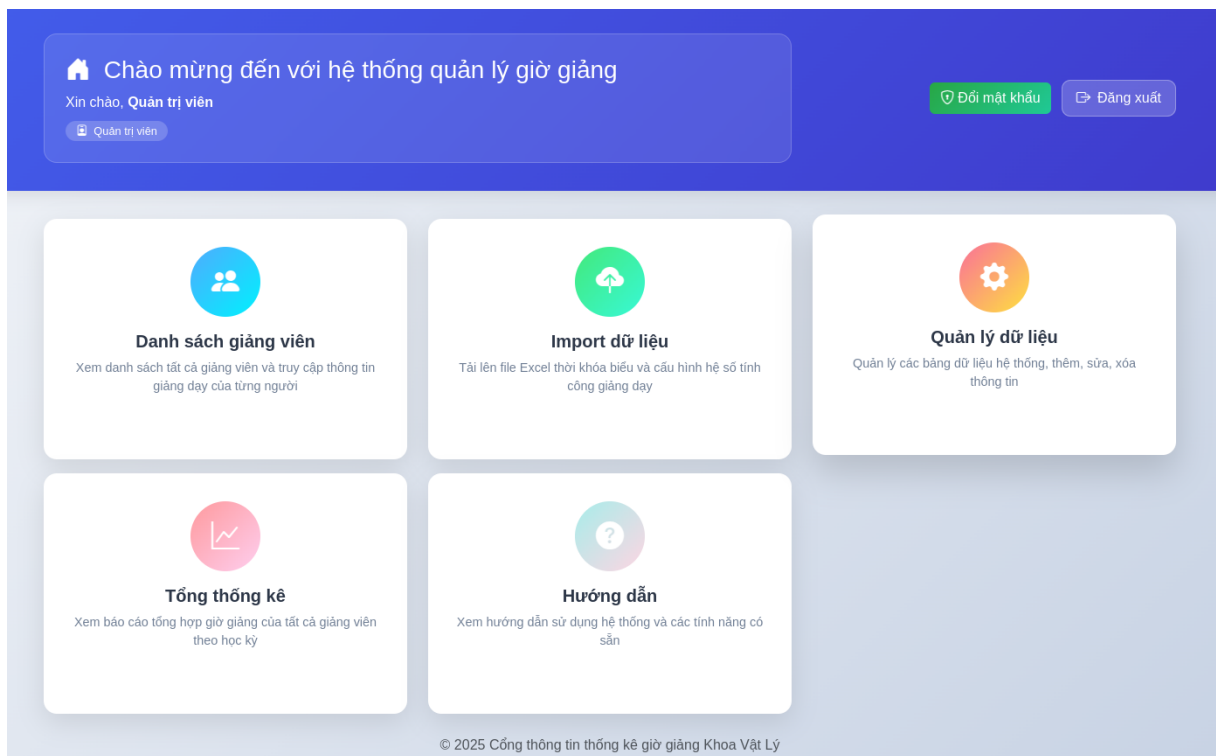 Chào mừng đến với hệ thống quản lý giờ giảng
Xin chào, Quản trị viên
Quản trị viên
Đổi mật khẩu
Đăng xuất
Danh sách giảng viên
Xem danh sách tất cả giảng viên và truy cập thông tin
giảng dạy của từng người
Import dữ liệu
Tải lên file Excel thời khóa biểu và cấu hình hệ số tính
công giảng dạy
Quản lý dữ liệu
Quản lý các bảng dữ liệu hệ thống, thêm, sửa, xóa
thông tin
Tổng thống kê
Xem báo cáo tổng hợp giờ giảng của tất cả giảng viên
theo học kỳ
Hướng dẫn
Xem hướng dẫn sử dụng hệ thống và các tính năng có
sẵn
© 2025 Cổng thông tin thống kê giờ giảng Khoa Vật Lý